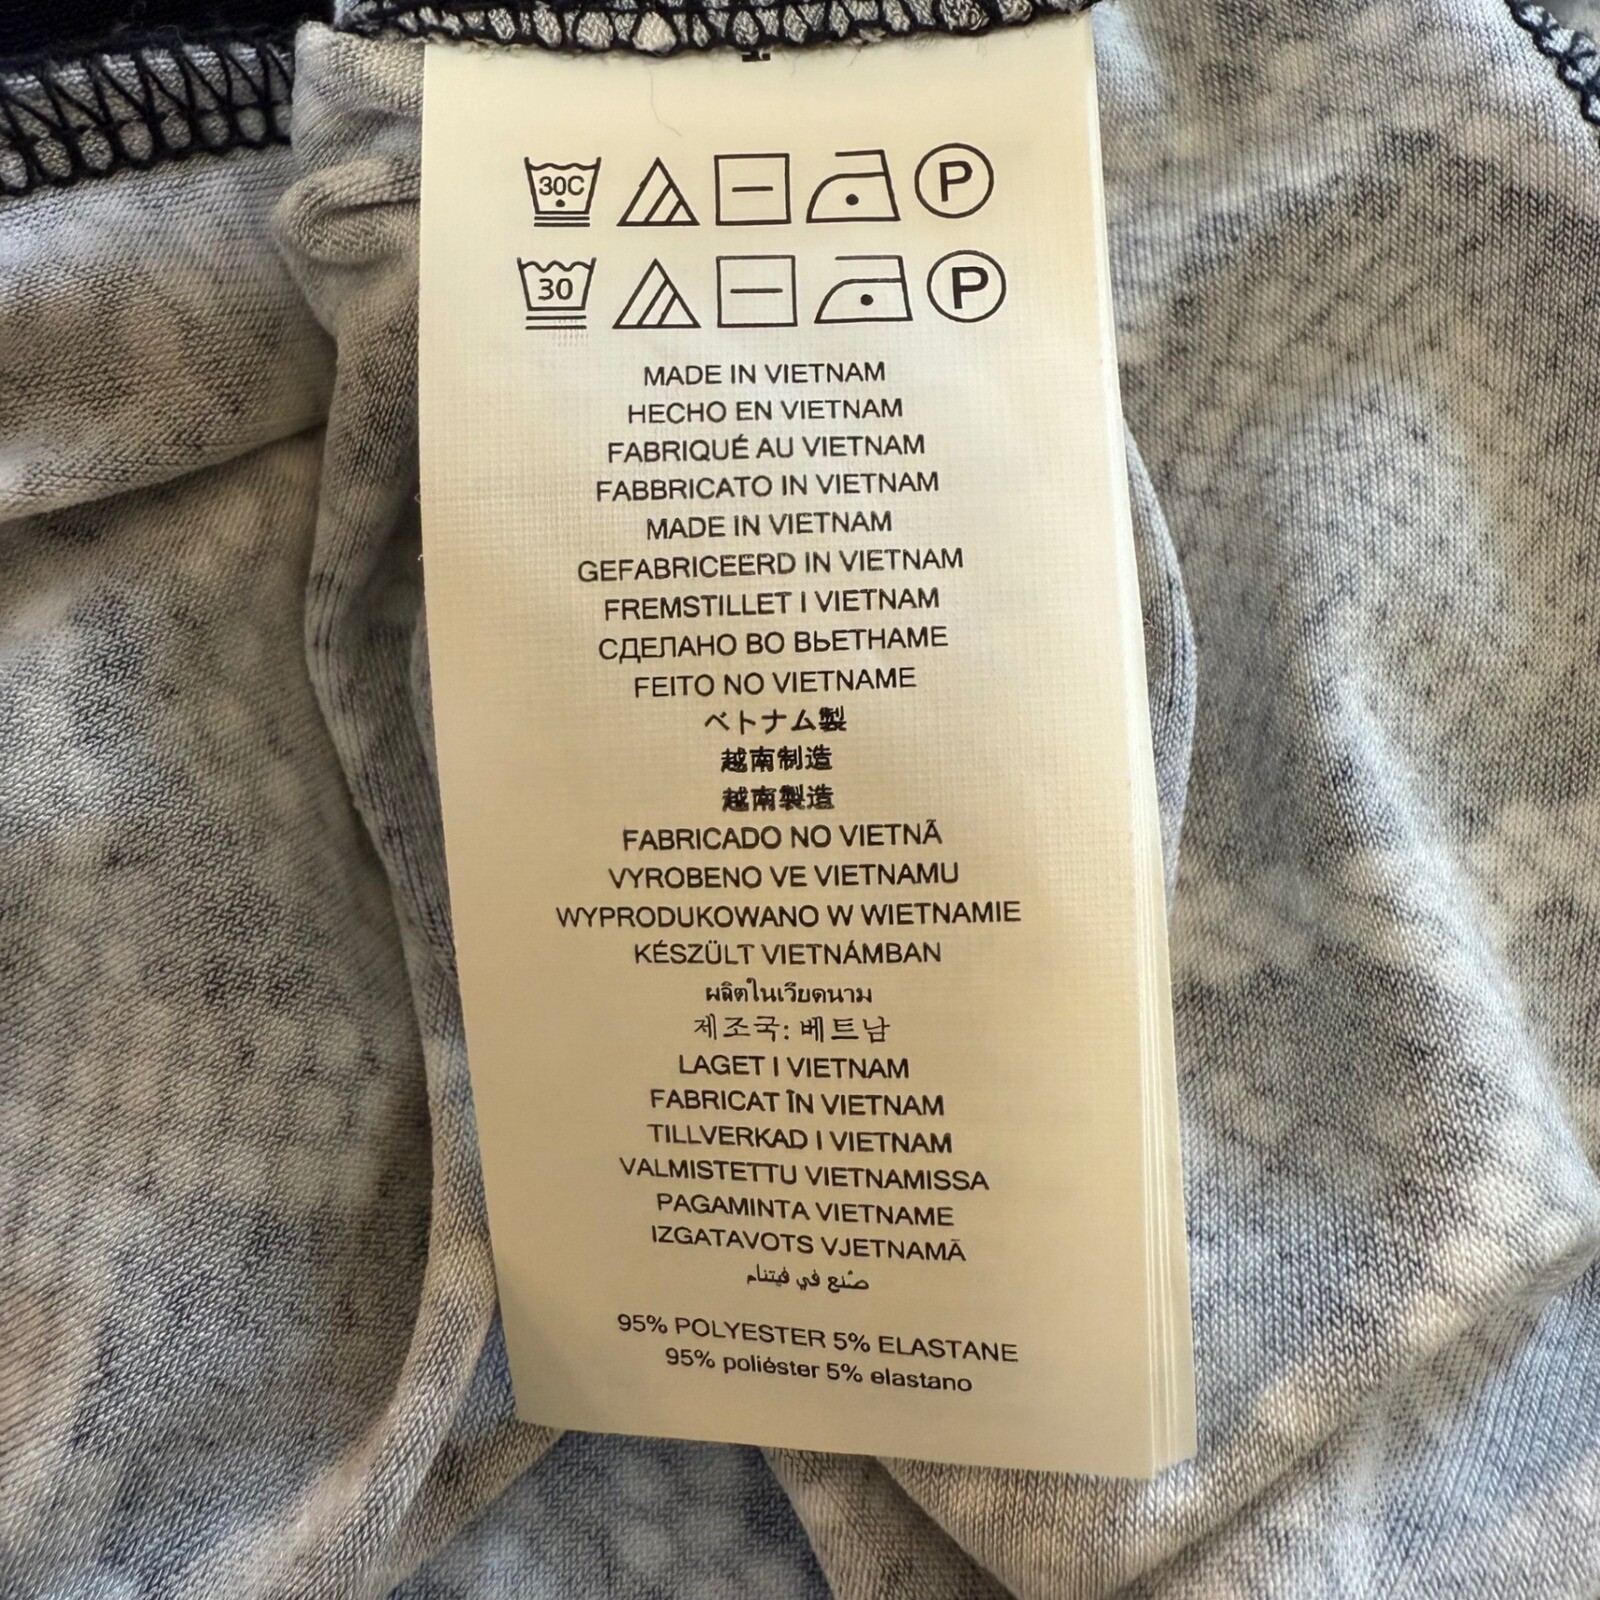 30C P
30 P
MADE IN VIETNAM
HECHO EN VIETNAM
FABRIQUÉ AU VIETNAM
FABBRICATO IN VIETNAM
MADE IN VIETNAM
GEFABRICEERD IN VIETNAM
FREMSTILLET I VIETNAM
СДЕЛАНО ВО ВЬЕТНАМЕ
FEITO NO VIETNAME
ベトナム製
越南制造
越南製造
FABRICADO NO VIETNÃ
VYROBENO VE VIETNAMU
WYPRODUKOWANO W WIETNAMIE
KÉSZÜLT VIETNÁMBAN
ผลิตในเวียดนาม
제조국: 베트남
LAGET I VIETNAM
FABRICAT ÎN VIETNAM
TILLVERKAD I VIETNAM
VALMISTETTU VIETNAMISSA
PAGAMINTA VIETNAME
IZGATAVOTS VJETNAMĀ
صُنع في فيتنام
95% POLYESTER 5% ELASTANE
95% poliéster 5% elastano